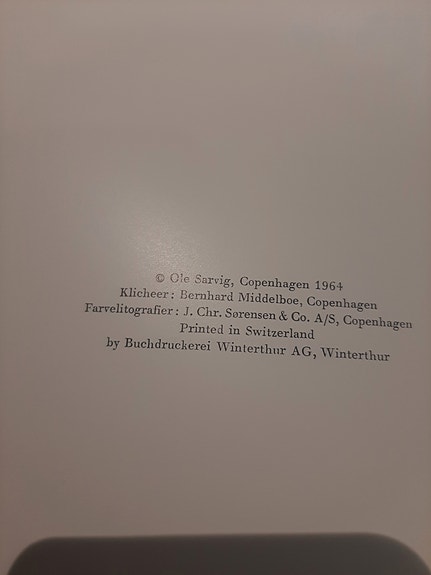 © Ole Sarvig, Copenhagen 1964
Klicheer: Bernhard Middelboe, Copenhagen
Farvelitografier: J. Chr. Sørensen & Co. A/S, Copenhagen
Printed in Switzerland
by Buchdruckerei Winterthur AG, Winterthur